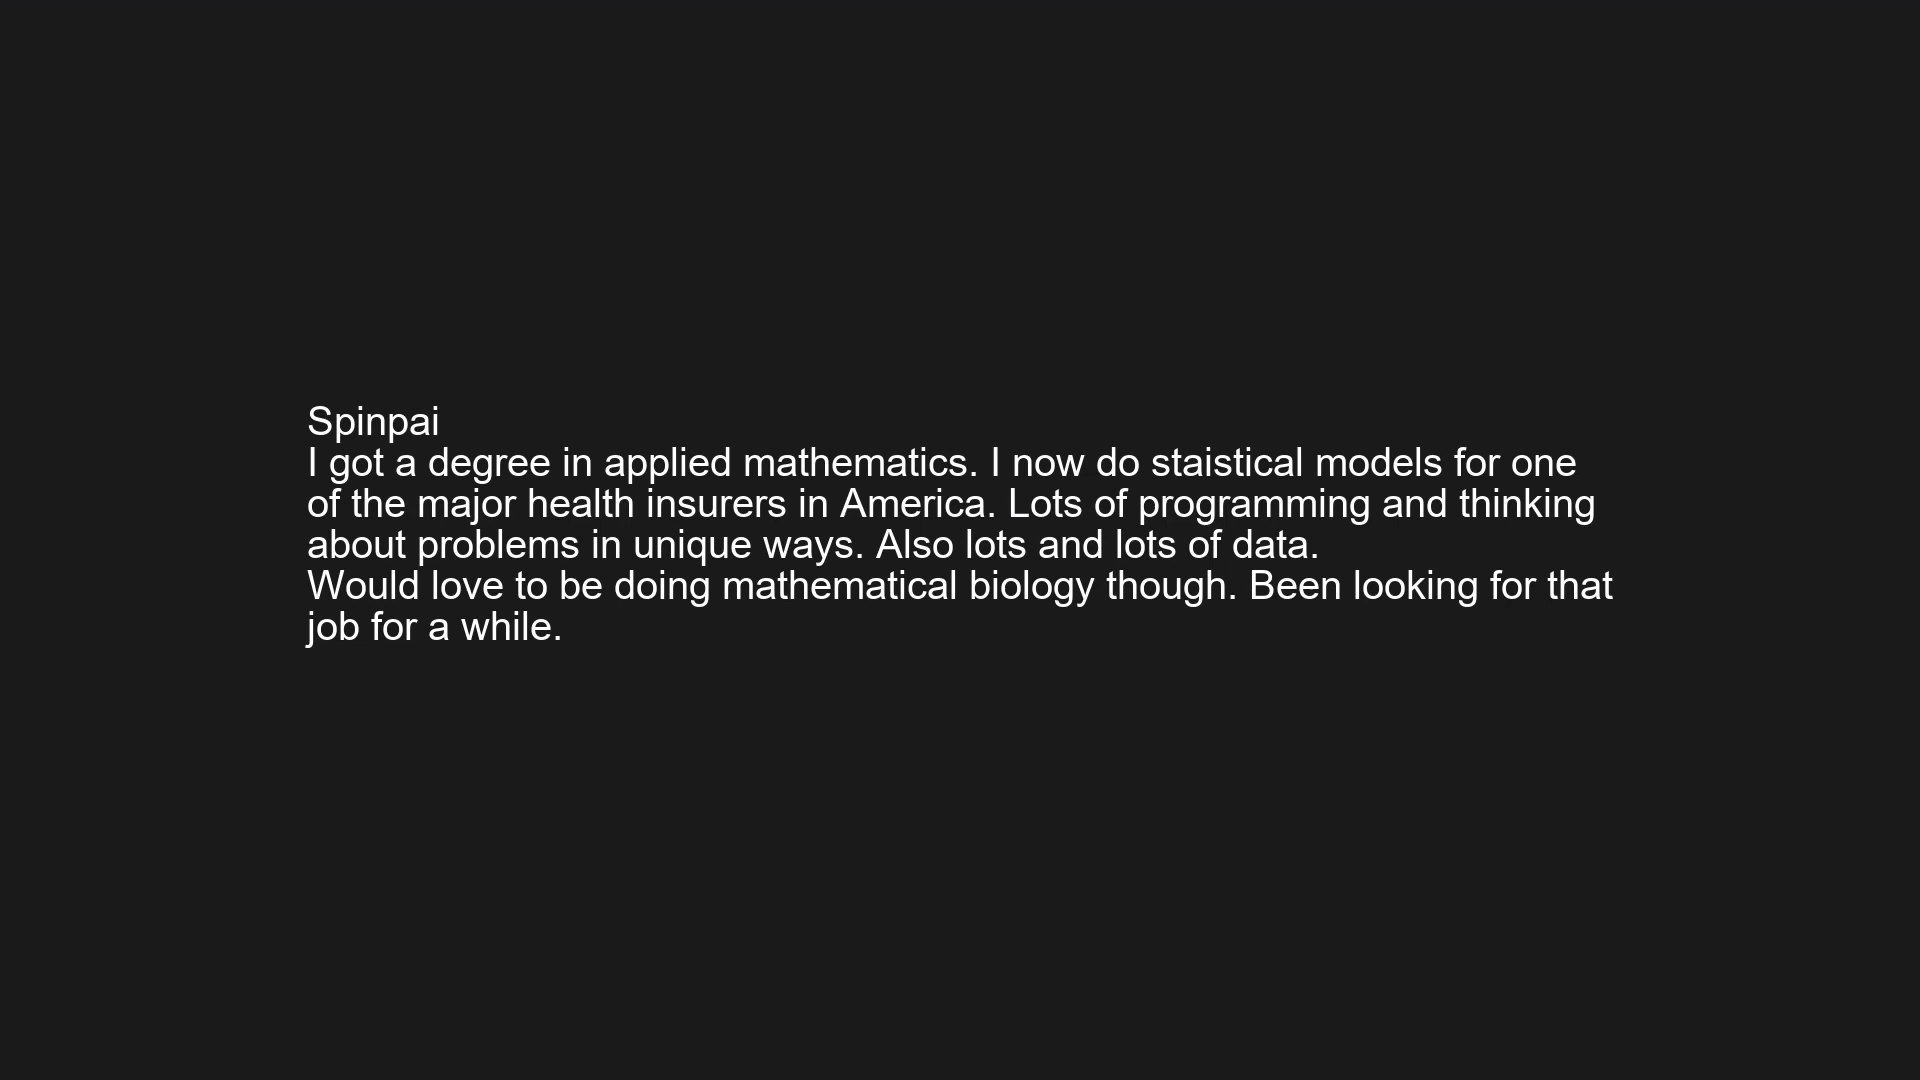 Spinpai
I got a degree in applied mathematics. I now do staistical models for one
of the major health insurers in America. Lots of programming and thinking
about problems in unique ways. Also lots and lots of data.
Would love to be doing mathematical biology though. Been looking for that
job for a while.